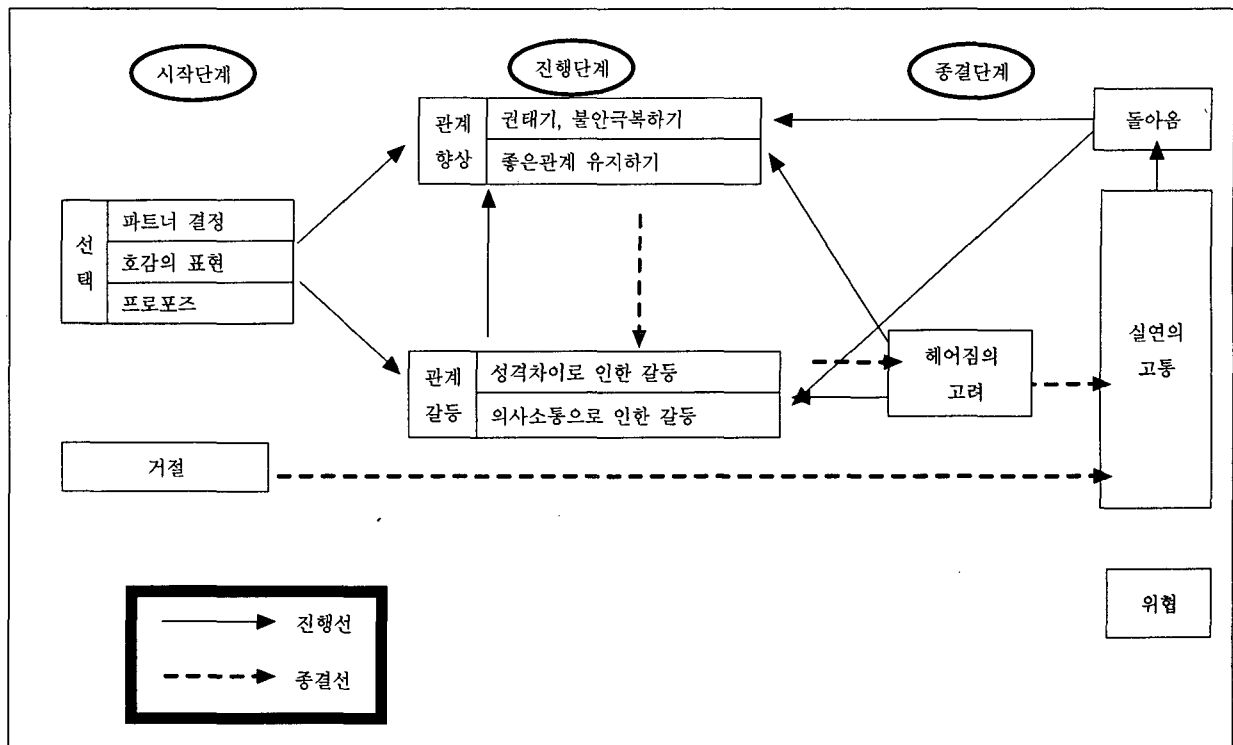 시작단계
진행단계
종결단계
관계
향상
권태기, 불안극복하기
좋은관계 유지하기
돌아옴
선
택
파트너 결정
호감의 표현
프로포즈
관계
갈등
성격차이로 인한 갈등
의사소통으로 인한 갈등
헤어짐의
고려
실연의
고통
거절
위협
진행선
종결선